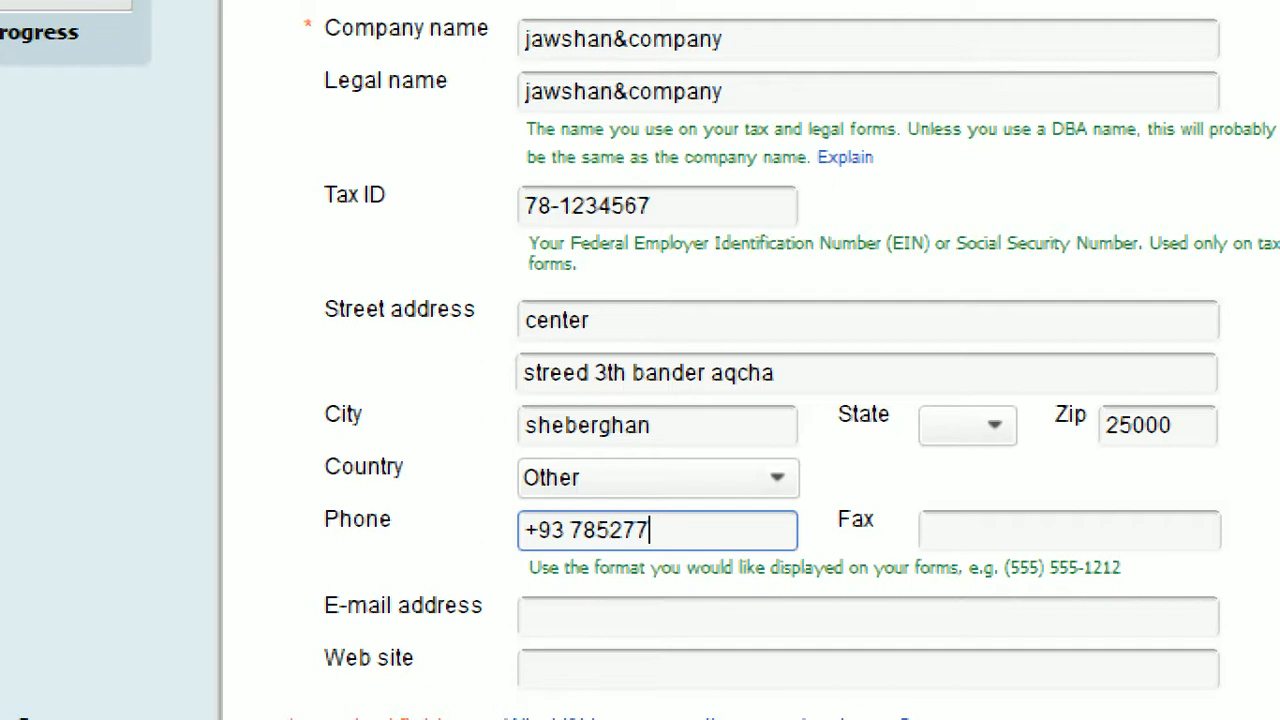 rogress
* Company name jawshan&company
Legal name jawshan&company
The name you use on your tax and legal forms. Unless you use a DBA name, this will probably
be the same as the company name. Explain
Tax ID 78-1234567
Your Federal Employer Identification Number (EIN) or Social Security Number. Used only on tax
forms.
Street address center
streed 3th bander aqcha
City sheberghan State Zip 25000
Country Other
Phone +93 785277 Fax
Use the format you would like displayed on your forms, e.g. (555) 555-1212
E-mail address
Web site